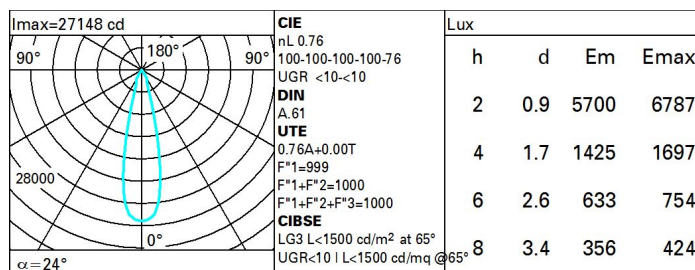 Imax=27148 cd
90°
180°
90°
28000
0°
α=24°
CIE
nL 0.76
100-100-100-100-76
UGR <10-<10
DIN
A.61
UTE
0.76A+0.00T
F"1=999
F"1+F"2=1000
F"1+F"2+F"3=1000
CIBSE
LG3 L<1500 cd/m² at 65°
UGR<10 | L<1500 cd/mq @65°
Lux
h d Em Emax
2 0.9 5700 6787
4 1.7 1425 1697
6 2.6 633 754
8 3.4 356 424